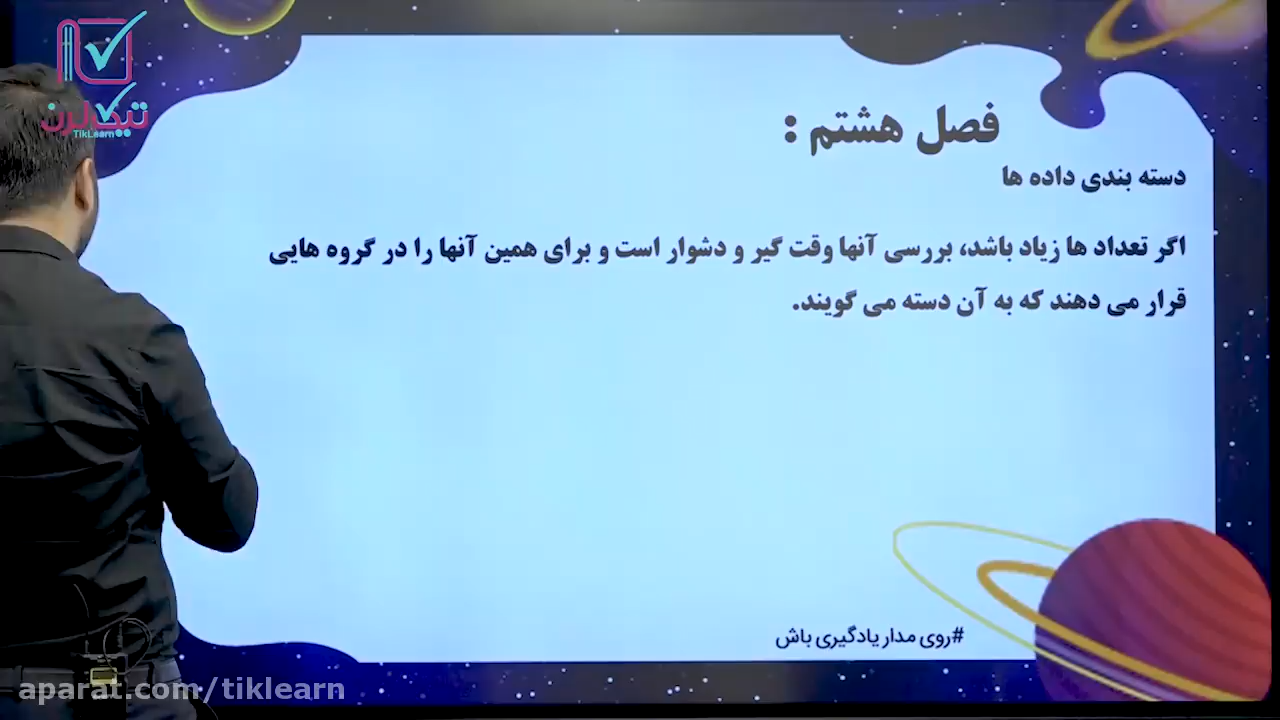 تیک لرن
TikLearn
فصل هشتم :
دسته بندی داده ها
اگر تعداد ها زیاد باشد، بررسی آنها وقت گیر و دشوار است و برای همین آنها را در گروه هایی
قرار می دهند که به آن دسته می گویند.
#روی مدار یادگیری باش
aparat.com/tiklearn